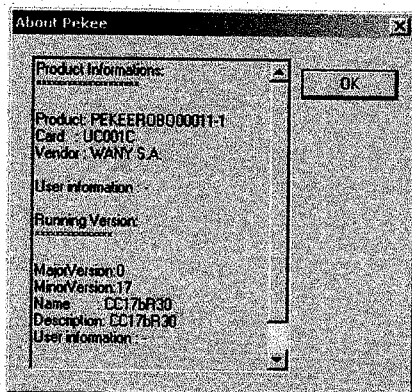 About Pekee
Product Informations:
********************
Product: PEKEEROBO00011-1
Card : UC001C
Vendor : WANY S.A.
User information : -
Running Version:
***************
MajorVersion:0
MinorVersion:17
Name : CC17bR30
Description: CC17bR30
User information : -
OK